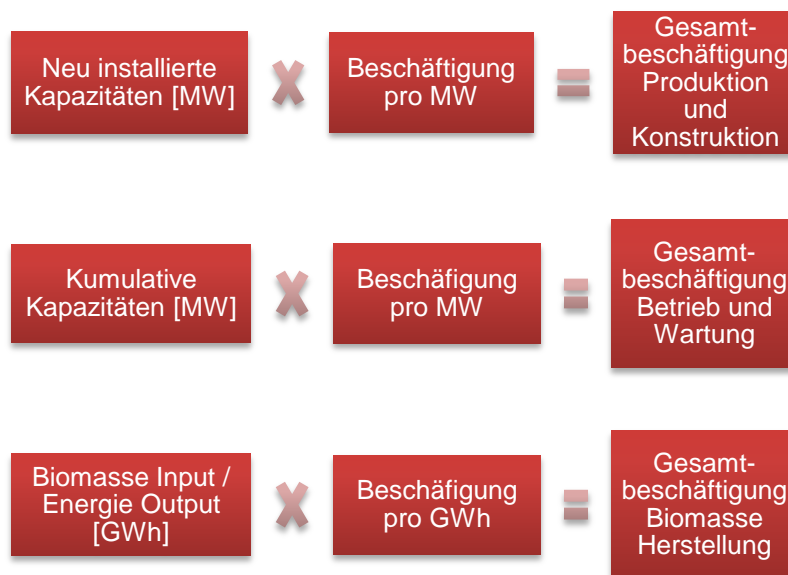 Neu installierte
Kapazitäten [MW]
Beschäftigung
pro MW
Gesamt-
beschäftigung
Produktion
und
Konstruktion
Kumulative
Kapazitäten [MW]
Beschäfigung
pro MW
Gesamt-
beschäftigung
Betrieb und
Wartung
Biomasse Input /
Energie Output
[GWh]
Beschäfigung
pro GWh
Gesamt-
beschäftigung
Biomasse
Herstellung